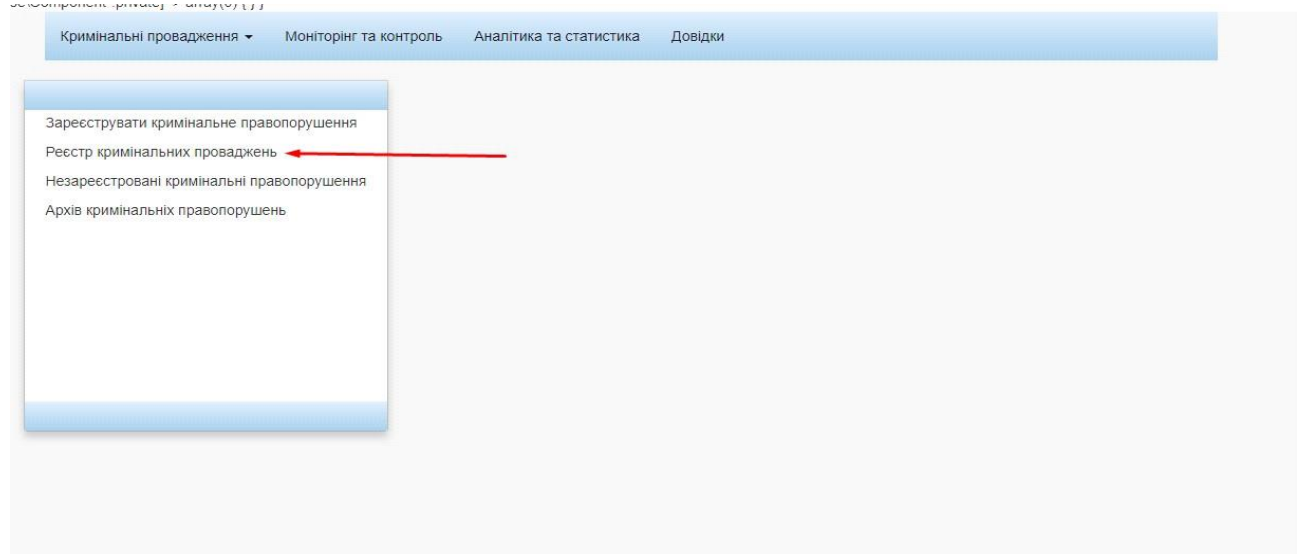 Кримінальні провадження Моніторінг та контроль Аналітика та статистика Довідки
Зареєструвати кримінальне правопорушення
Реєстр кримінальних проваджень
Незареєстровані кримінальні правопорушення
Архів кримінальніх правопорушень